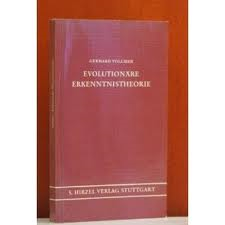 GERHARD VOLLMER
EVOLUTIONÄRE
ERKENNTNISTHEORIE
S. HIRZEL VERLAG STUTTGART